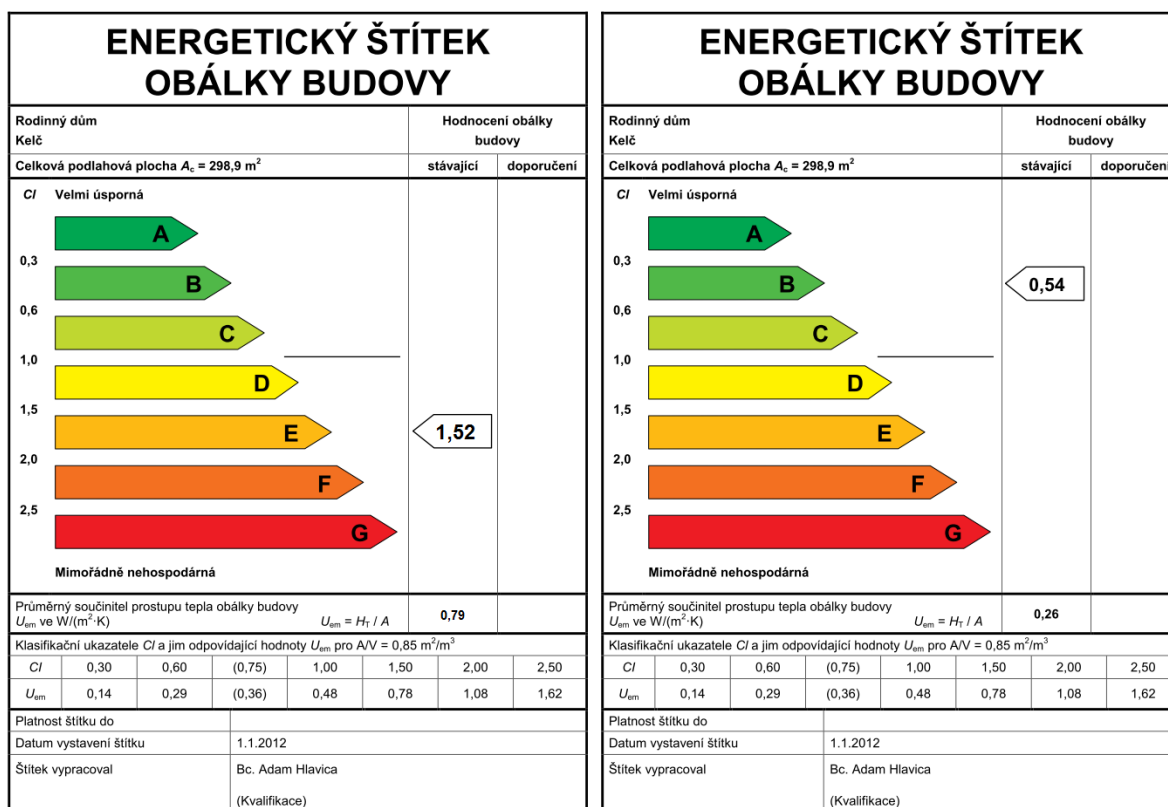 ENERGETICKÝ ŠTÍTEK
OBÁLKY BUDOVY
Rodinný dům
Kelč
Hodnocení obálky
budovy
Celková podlahová plocha Ac = 298,9 m²
stávající
doporučení
CI Velmi úsporná
A
0,3
B
0,6
C
1,0
D
1,5
E
1,52
2,0
F
2,5
G
Mimořádně nehospodárná
Průměrný součinitel prostupu tepla obálky budovy
Uem ve W/(m²·K) Uem = HT / A
0,79
Klasifikační ukazatele CI a jim odpovídající hodnoty Uem pro A/V = 0,85 m²/m³
CI 0,30 0,60 (0,75) 1,00 1,50 2,00 2,50
Uem 0,14 0,29 (0,36) 0,48 0,78 1,08 1,62
Platnost štítku do
Datum vystavení štítku 1.1.2012
Štítek vypracoval Bc. Adam Hlavica
(Kvalifikace)
ENERGETICKÝ ŠTÍTEK
OBÁLKY BUDOVY
Rodinný dům
Kelč
Hodnocení obálky
budovy
Celková podlahová plocha Ac = 298,9 m²
stávající
doporučení
CI Velmi úsporná
A
0,3
B
0,54
0,6
C
1,0
D
1,5
E
2,0
F
2,5
G
Mimořádně nehospodárná
Průměrný součinitel prostupu tepla obálky budovy
Uem ve W/(m²·K) Uem = HT / A
0,26
Klasifikační ukazatele CI a jim odpovídající hodnoty Uem pro A/V = 0,85 m²/m³
CI 0,30 0,60 (0,75) 1,00 1,50 2,00 2,50
Uem 0,14 0,29 (0,36) 0,48 0,78 1,08 1,62
Platnost štítku do
Datum vystavení štítku 1.1.2012
Štítek vypracoval Bc. Adam Hlavica
(Kvalifikace)